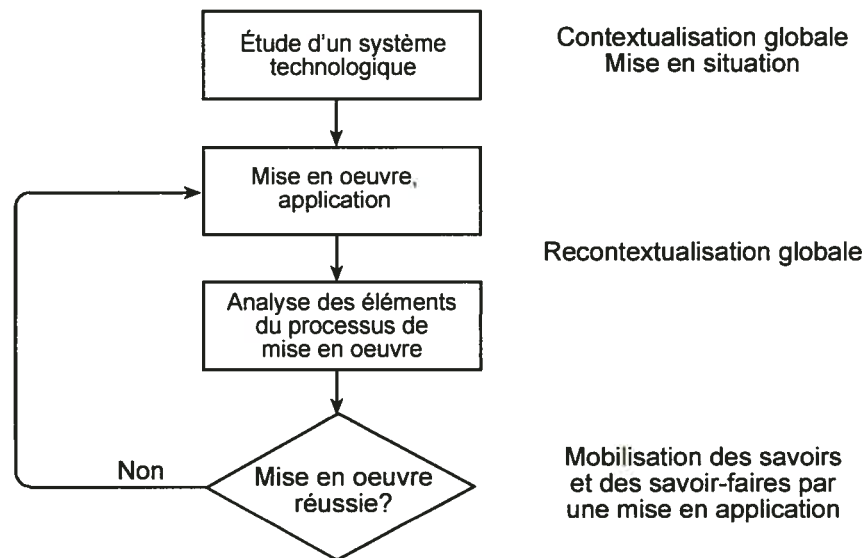 Étude d'un système
technologique
Contextualisation globale
Mise en situation
Mise en oeuvre,
application
Recontextualisation globale
Analyse des éléments
du processus de
mise en oeuvre
Non
Mise en oeuvre
réussie?
Mobilisation des savoirs
et des savoir-faires par
une mise en application